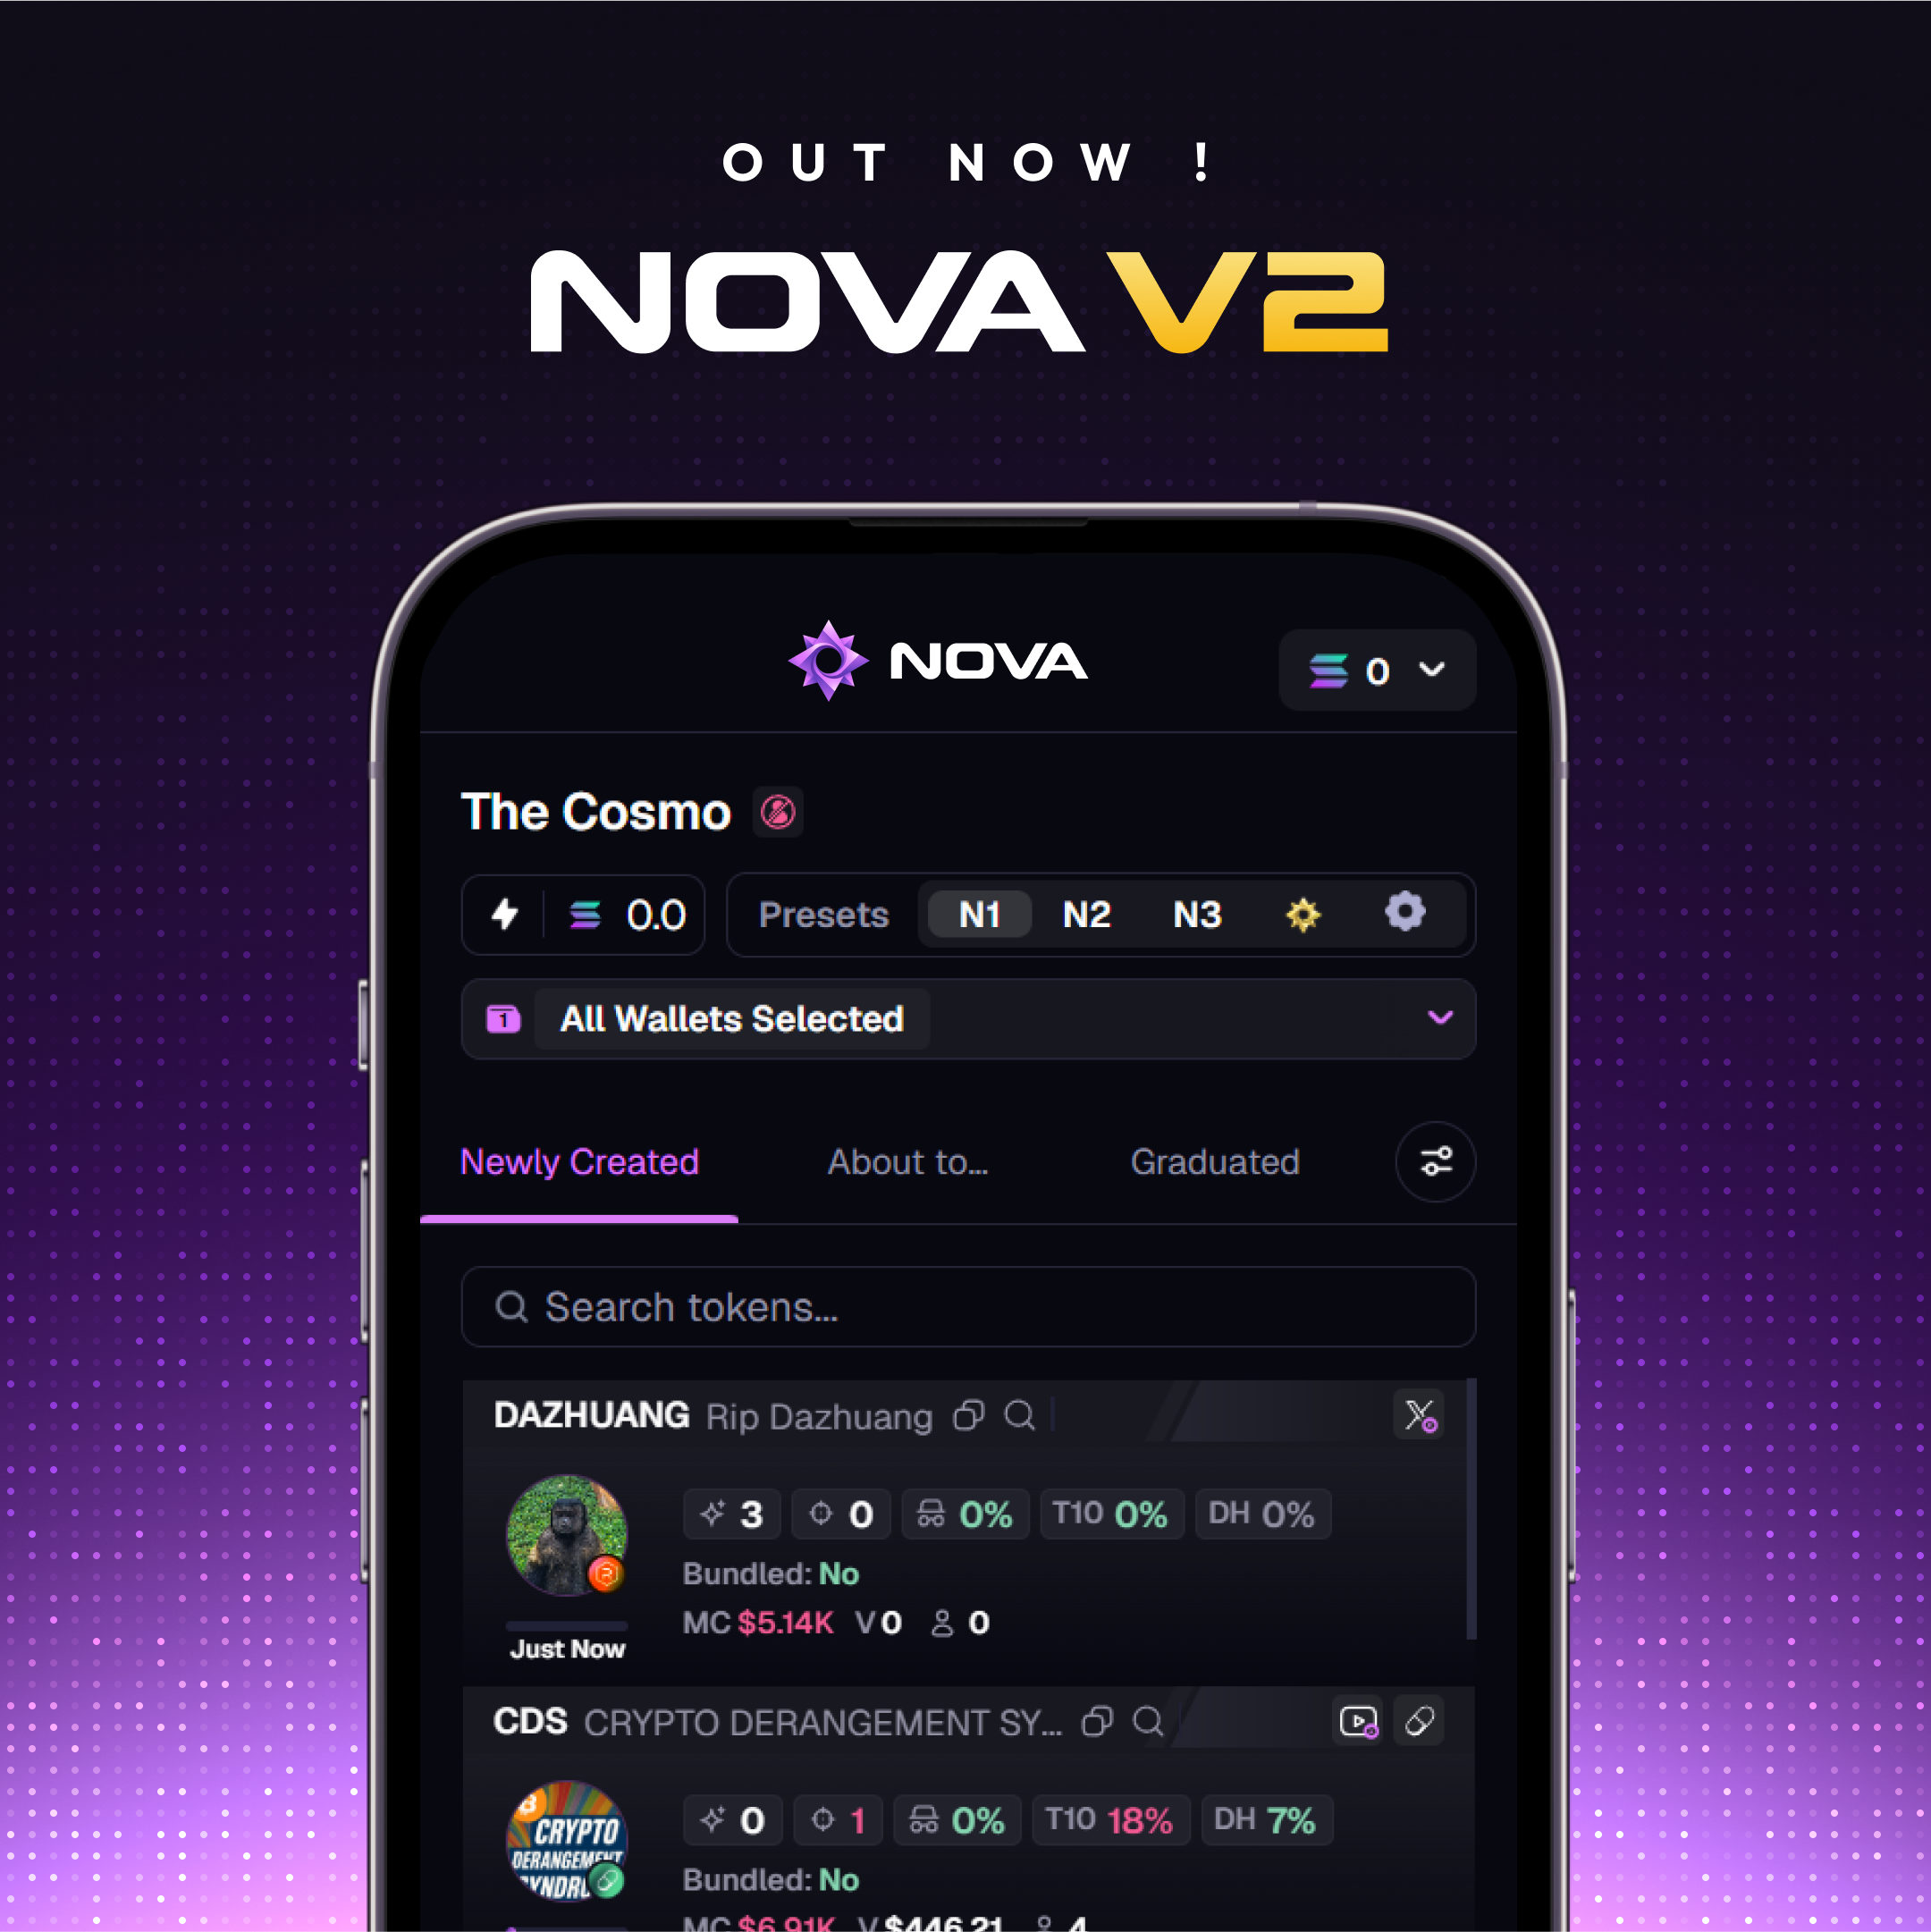 OUT NOW !
NOVA V2
NOVA
0
The Cosmo
0.0
Presets N1 N2 N3
1 All Wallets Selected
Newly Created About to... Graduated
Search tokens...
DAZHUANG Rip Dazhuang
3 0 0% T10 0% DH 0%
Bundled: No
MC $5.14K V 0 0
Just Now
CDS CRYPTO DERANGEMENT SY...
0 1 0% T10 18% DH 7%
CRYPTO
DERANGEMENT
Bundled: No
MC $6.91K V $446.21 4